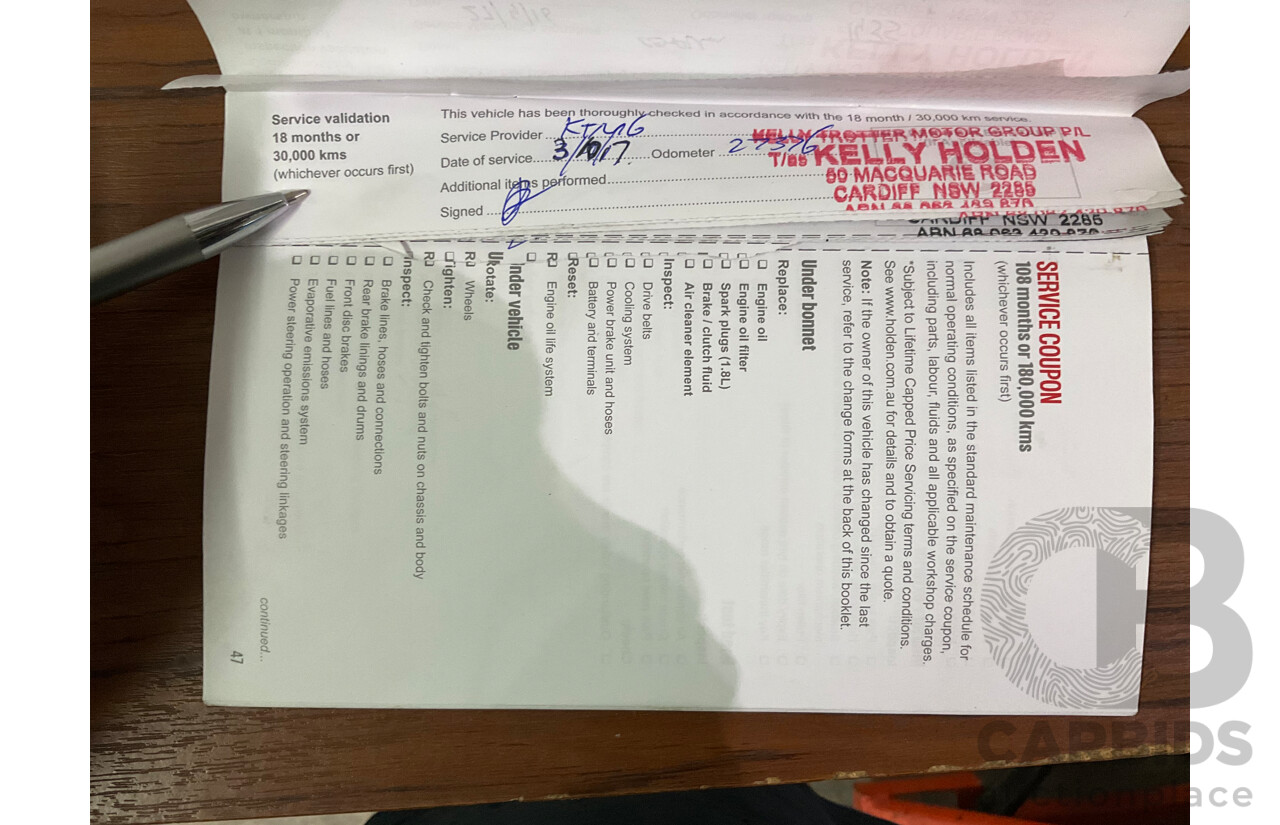 Service validation
18 months or
30,000 kms
(whichever occurs first)
This vehicle has been thoroughly checked in accordance with the 18 month / 30,000 km service.
Service Provider KTMG
Date of service 3/10/17 Odometer 27376
Additional items performed
Signed
KELLY TROTTER MOTOR GROUP P/L
T/as KELLY HOLDEN
50 MACQUARIE ROAD
CARDIFF NSW 2285
CARDIFF NSW 2285
SERVICE COUPON
108 months or 180,000 kms
(whichever occurs first)
Includes all items listed in the standard maintenance schedule for
normal operating conditions, as specified on the service coupon,
including parts, labour, fluids and all applicable workshop charges.
*Subject to Lifetime Capped Price Servicing terms and conditions.
See www.holden.com.au for details and to obtain a quote.
Note: If the owner of this vehicle has changed since the last
service, refer to the change forms at the back of this booklet.
Under bonnet
Replace:
Engine oil
Engine oil filter
Spark plugs (1.8L)
Brake / clutch fluid
Air cleaner element
Inspect:
Drive belts
Cooling system
Power brake unit and hoses
Battery and terminals
Reset:
Engine oil life system
Under vehicle
Rotate:
Wheels
Tighten:
Check and tighten bolts and nuts on chassis and body
Inspect:
Brake lines, hoses and connections
Rear brake linings and drums
Front disc brakes
Fuel lines and hoses
Evaporative emissions system
Power steering operation and steering linkages
continued...
47
CAPBIDS